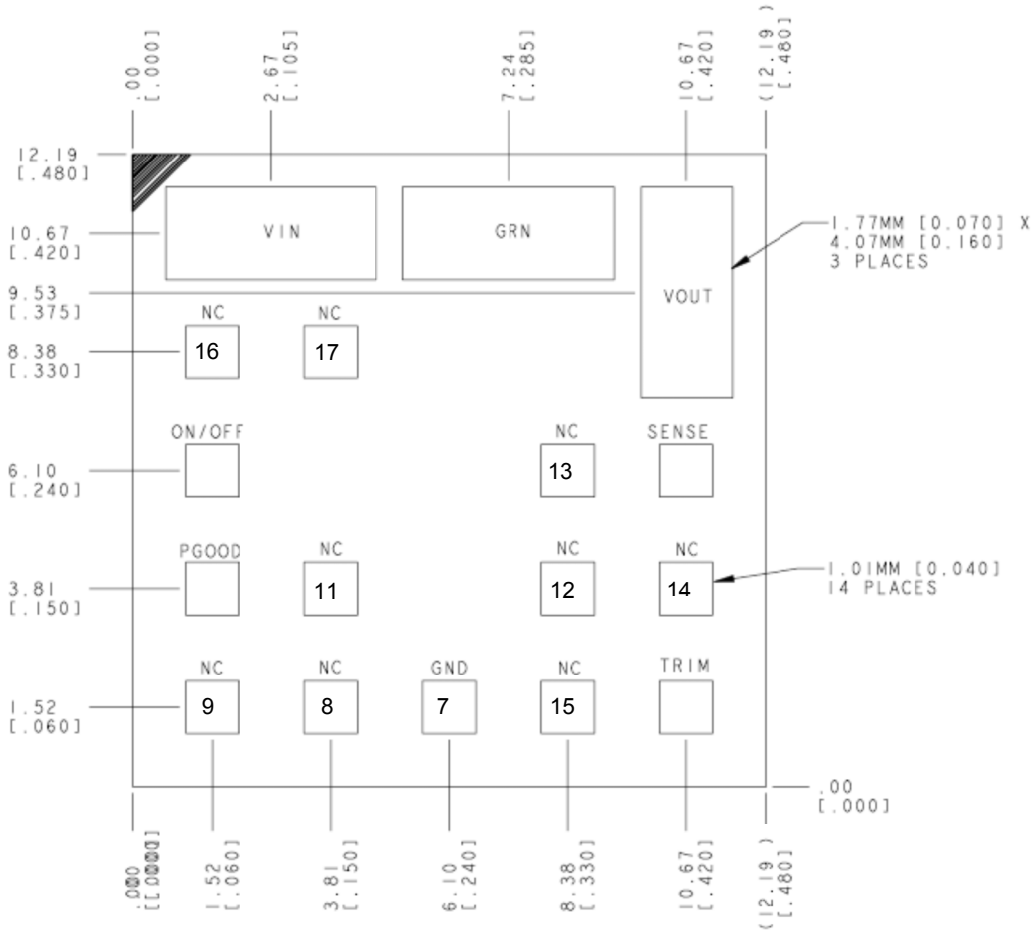 .00
[.000]
2.67
[.105]
7.24
[.285]
10.67
[.420]
(12.19 )
[.480]
12.19
[.480]
VIN
GRN
1.77MM [0.070] X
4.07MM [0.160]
3 PLACES
10.67
[.420]
9.53
[.375]
VOUT
NC
NC
8.38
[.330]
16
17
ON/OFF
NC
SENSE
6.10
[.240]
13
PGOOD
NC
NC
NC
3.81
[.150]
11
12
14
1.01MM [0.040]
14 PLACES
NC
NC
GND
NC
TRIM
1.52
[.060]
9
8
7
15
.00
[.000]
1.52
[.060]
3.81
[.150]
6.10
[.240]
8.38
[.330]
10.67
[.420]
(12.19 )
[.480]